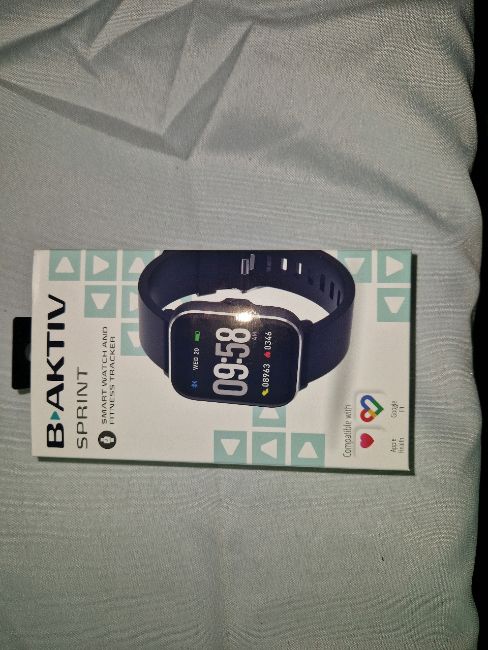 B▸AKTIV
SPRINT
SMART WATCH AND
FITNESS TRACKER
WED 20
09:58
AM
08963 0346
Compatible with
Apple
Health
Google
Fit